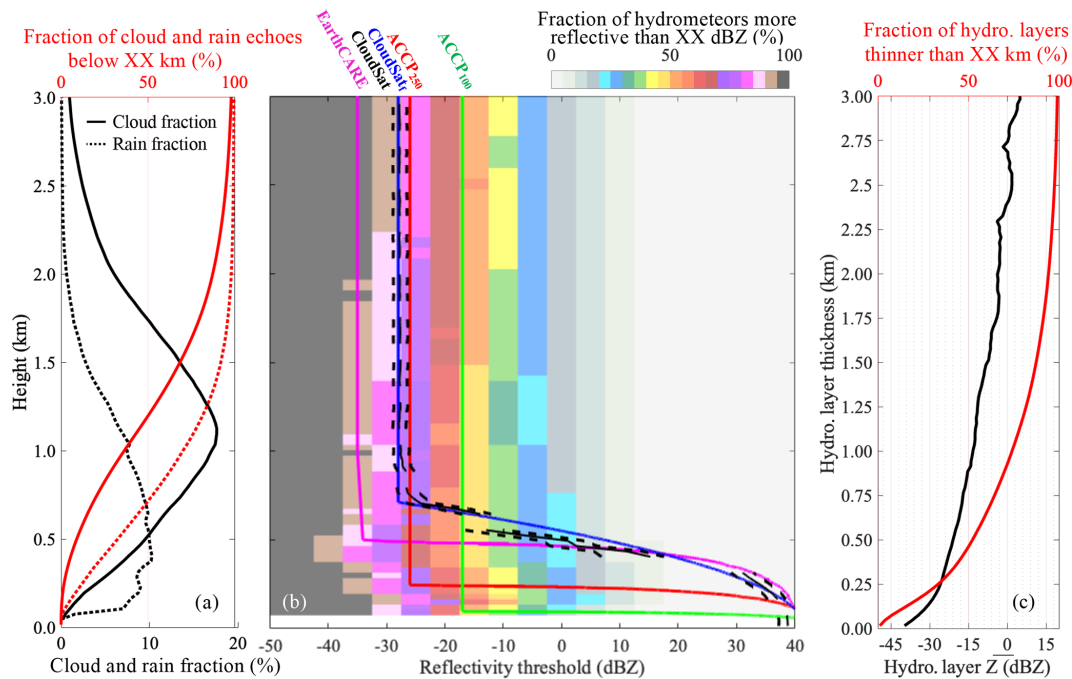 Fraction of cloud and rain echoes
below XX km (%)
0 50 100
3.0
2.5
2.0
1.5
1.0
0.5
0.0
Height (km)
Cloud fraction
Rain fraction
(a)
0 10 20
Cloud and rain fraction (%)
EarthCARE
CloudSat
CloudSatf
ACCP250
ACCP100
Fraction of hydrometeors more
reflective than XX dBZ (%)
0 50 100
(b)
-50 -40 -30 -20 -10 0 10 20 30 40
Reflectivity threshold (dBZ)
Fraction of hydro. layers
thinner than XX km (%)
0 50 100
3.00
2.75
2.50
2.25
2.00
1.75
1.50
1.25
1.00
0.75
0.50
0.25
0.00
Hydro. layer thickness (km)
(c)
-45 -30 -15 0 15
Hydro. layer Z̅ (dBZ)